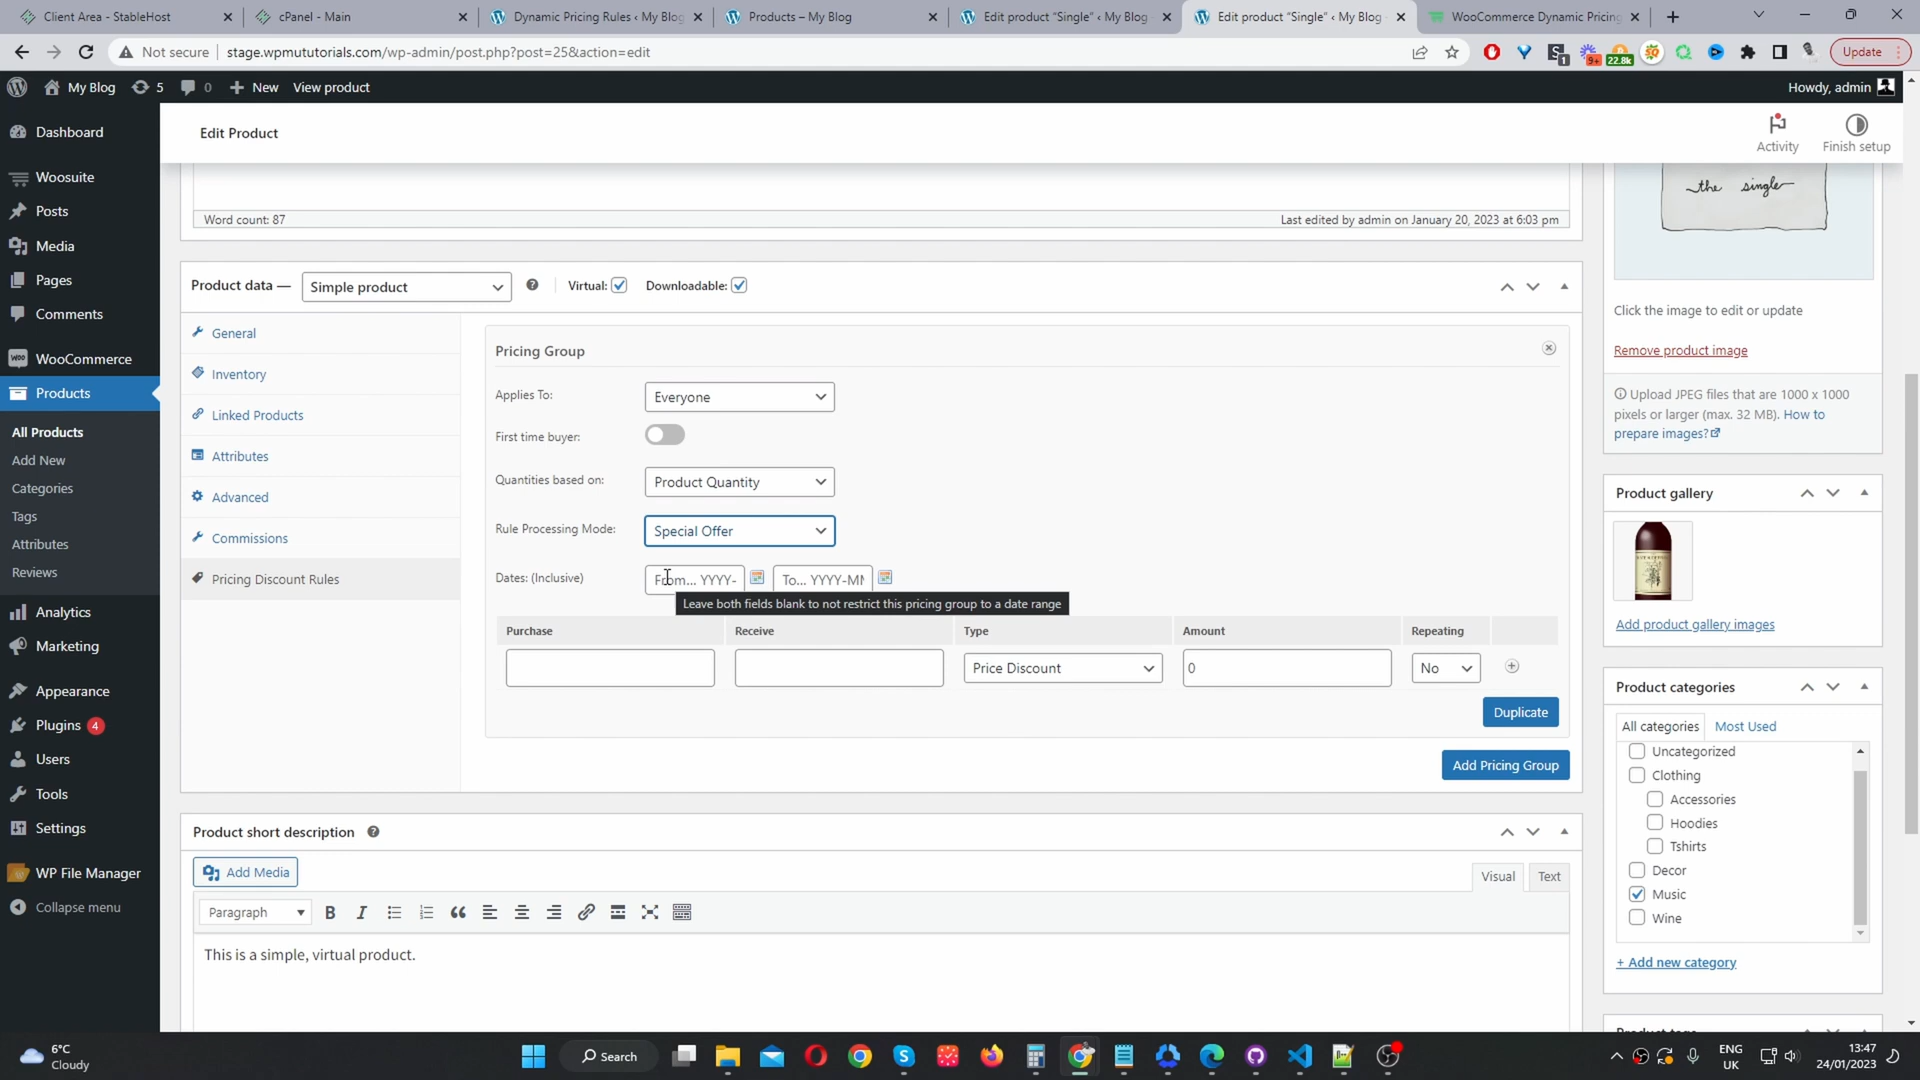 Client Area - StableHost
cPanel - Main
Dynamic Pricing Rules ‹ My Blog
Products – My Blog
Edit product “Single” ‹ My Blog
Edit product “Single” ‹ My Blog
WooCommerce Dynamic Pricing
Not secure
stage.wpmututorials.com/wp-admin/post.php?post=25&action=edit
1
9+
22.8k
Update
My Blog
5
0
New
View product
Howdy, admin
Dashboard
Woosuite
Posts
Media
Pages
Comments
WooCommerce
Products
All Products
Add New
Categories
Tags
Attributes
Reviews
Analytics
Marketing
Appearance
Plugins 4
Users
Tools
Settings
WP File Manager
Collapse menu
Edit Product
Activity
Finish setup
Word count: 87
Last edited by admin on January 20, 2023 at 6:03 pm
Product data —
Simple product
Virtual:
Downloadable:
General
Inventory
Linked Products
Attributes
Advanced
Commissions
Pricing Discount Rules
Pricing Group
Applies To:
Everyone
First time buyer:
Quantities based on:
Product Quantity
Rule Processing Mode:
Special Offer
Dates: (Inclusive)
From... YYYY-
To... YYYY-MM
Leave both fields blank to not restrict this pricing group to a date range
Purchase
Receive
Type
Amount
Repeating
Price Discount
0
No
Duplicate
Add Pricing Group
Product short description
Add Media
Visual
Text
Paragraph
This is a simple, virtual product.
the single
Click the image to edit or update
Remove product image
Upload JPEG files that are 1000 x 1000
pixels or larger (max. 32 MB). How to
prepare images?
Product gallery
Add product gallery images
Product categories
All categories
Most Used
Uncategorized
Clothing
Accessories
Hoodies
Tshirts
Decor
Music
Wine
+ Add new category
6°C
Cloudy
Search
ENG
UK
13:47
24/01/2023